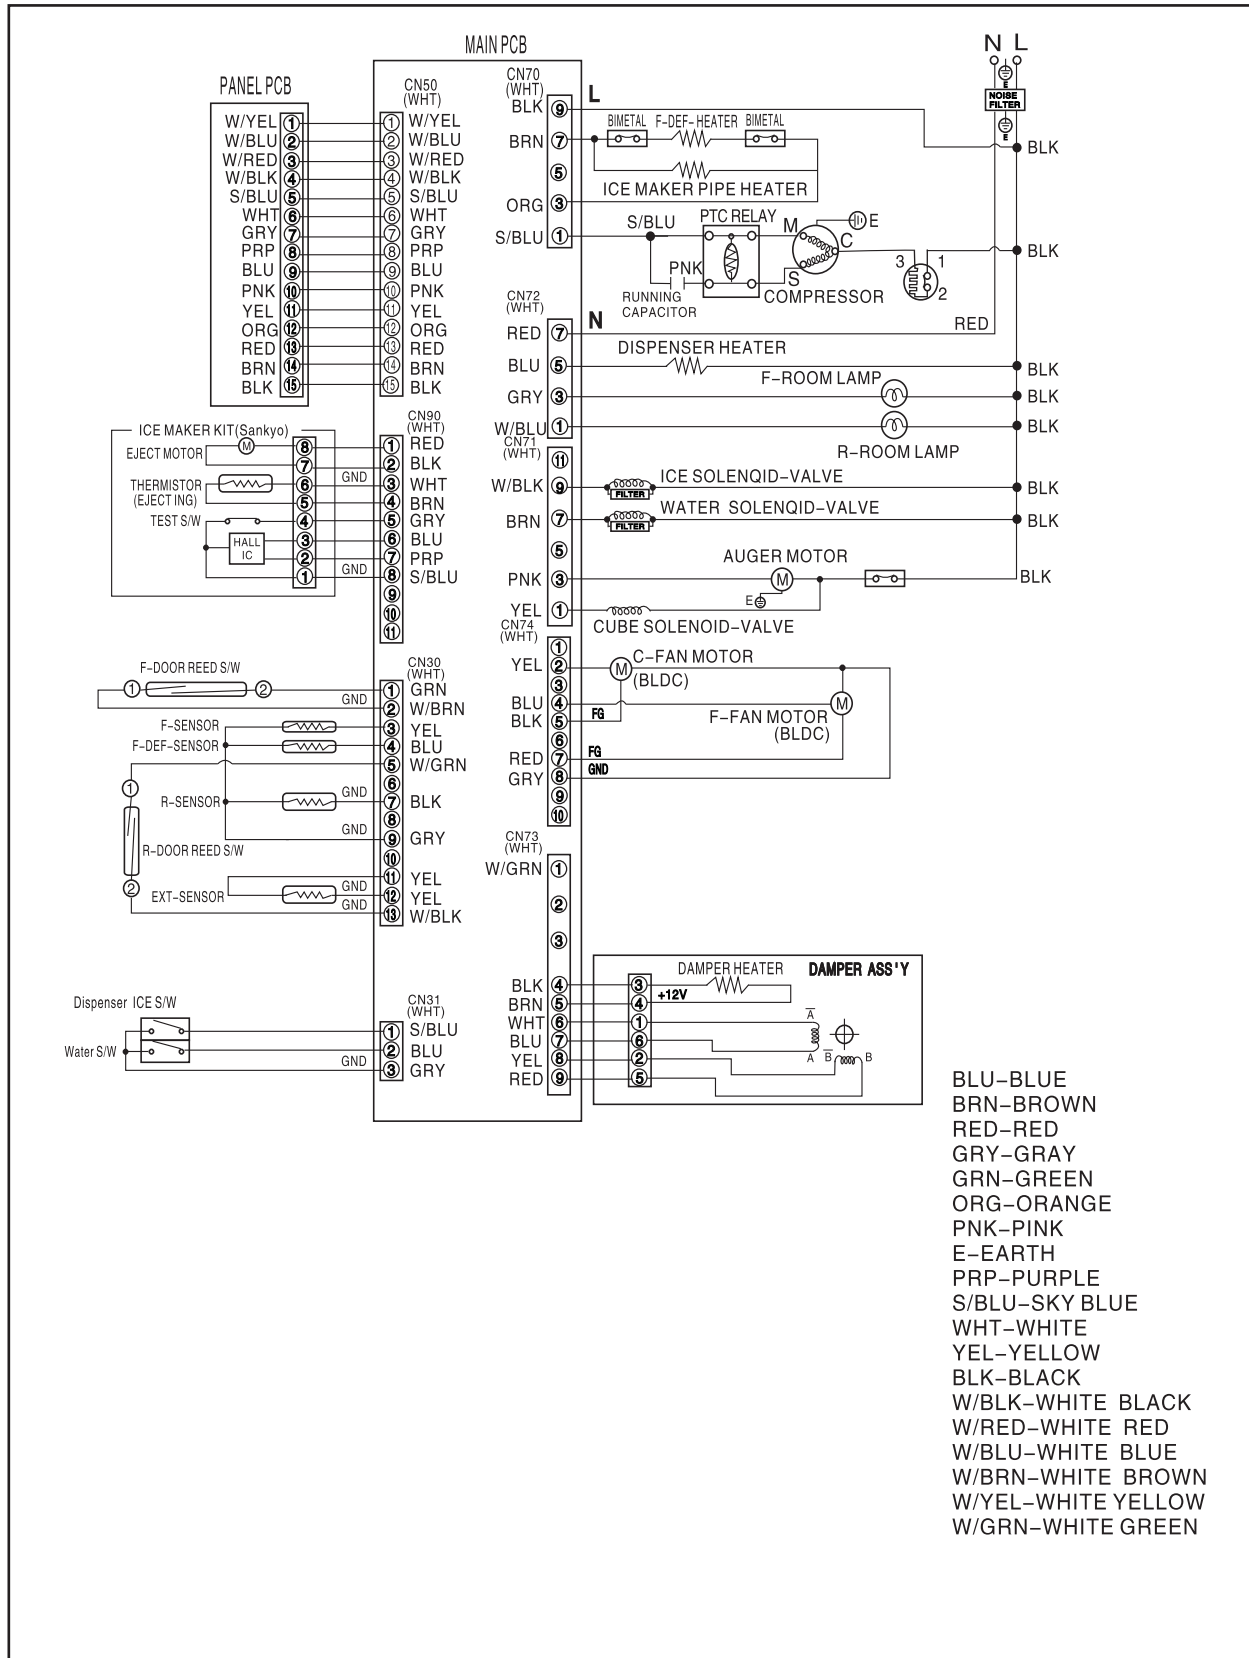 MAIN PCB
N L
E
NOISE
FILTER
E
PANEL PCB
W/YEL 1
W/BLU 2
W/RED 3
W/BLK 4
S/BLU 5
WHT 6
GRY 7
PRP 8
BLU 9
PNK 10
YEL 11
ORG 12
RED 13
BRN 14
BLK 15
CN50
(WHT)
1 W/YEL
2 W/BLU
3 W/RED
4 W/BLK
5 S/BLU
6 WHT
7 GRY
8 PRP
9 BLU
10 PNK
11 YEL
12 ORG
13 RED
14 BRN
15 BLK
CN70
(WHT)
BLK 9 L BLK
BRN 7 BIMETAL F-DEF-HEATER BIMETAL
5
ICE MAKER PIPE HEATER
ORG 3
S/BLU 1 S/BLU PTC RELAY M E
C 3 1 BLK
PNK S 2
RUNNING
CAPACITOR
COMPRESSOR
CN72
(WHT)
RED 7 N RED
DISPENSER HEATER
BLU 5 BLK
F-ROOM LAMP
GRY 3 BLK
W/BLU 1 BLK
R-ROOM LAMP
CN71
(WHT)
11
ICE SOLENQID-VALVE
W/BLK 9 FILTER BLK
WATER SOLENQID-VALVE
BRN 7 FILTER BLK
5
AUGER MOTOR
PNK 3 M BLK
E
YEL 1
CUBE SOLENOID-VALVE
CN90
(WHT)
ICE MAKER KIT(Sankyo)
EJECT MOTOR M 8 1 RED
7 2 BLK
THERMISTOR
(EJECT ING)
6 GND 3 WHT
5 4 BRN
TEST S/W 4 5 GRY
HALL
IC
3 6 BLU
2 7 PRP
1 GND 8 S/BLU
9
10
11
CN74
(WHT)
1
YEL 2 M C-FAN MOTOR
(BLDC)
3
BLU 4 M
BLK 5 FG F-FAN MOTOR
(BLDC)
6
RED 7 FG
GRY 8 GND
9
10
CN30
(WHT)
F-DOOR REED S/W
1 2 1 GRN
GND 2 W/BRN
F-SENSOR 3 YEL
F-DEF-SENSOR 4 BLU
5 W/GRN
1 6
R-SENSOR GND 7 BLK
8
GND 9 GRY
R-DOOR REED S/W 10
11 YEL
2 EXT-SENSOR GND 12 YEL
GND 13 W/BLK
CN73
(WHT)
W/GRN 1
2
3
BLK 4
BRN 5
WHT 6
BLU 7
YEL 8
RED 9
DAMPER HEATER DAMPER ASS'Y
3
4 +12V
1 A̅
6 A
2 B̅ B
5
CN31
(WHT)
Dispenser ICE S/W
1 S/BLU
Water S/W 2 BLU
GND 3 GRY
BLU-BLUE
BRN-BROWN
RED-RED
GRY-GRAY
GRN-GREEN
ORG-ORANGE
PNK-PINK
E-EARTH
PRP-PURPLE
S/BLU-SKY BLUE
WHT-WHITE
YEL-YELLOW
BLK-BLACK
W/BLK-WHITE BLACK
W/RED-WHITE RED
W/BLU-WHITE BLUE
W/BRN-WHITE BROWN
W/YEL-WHITE YELLOW
W/GRN-WHITE GREEN